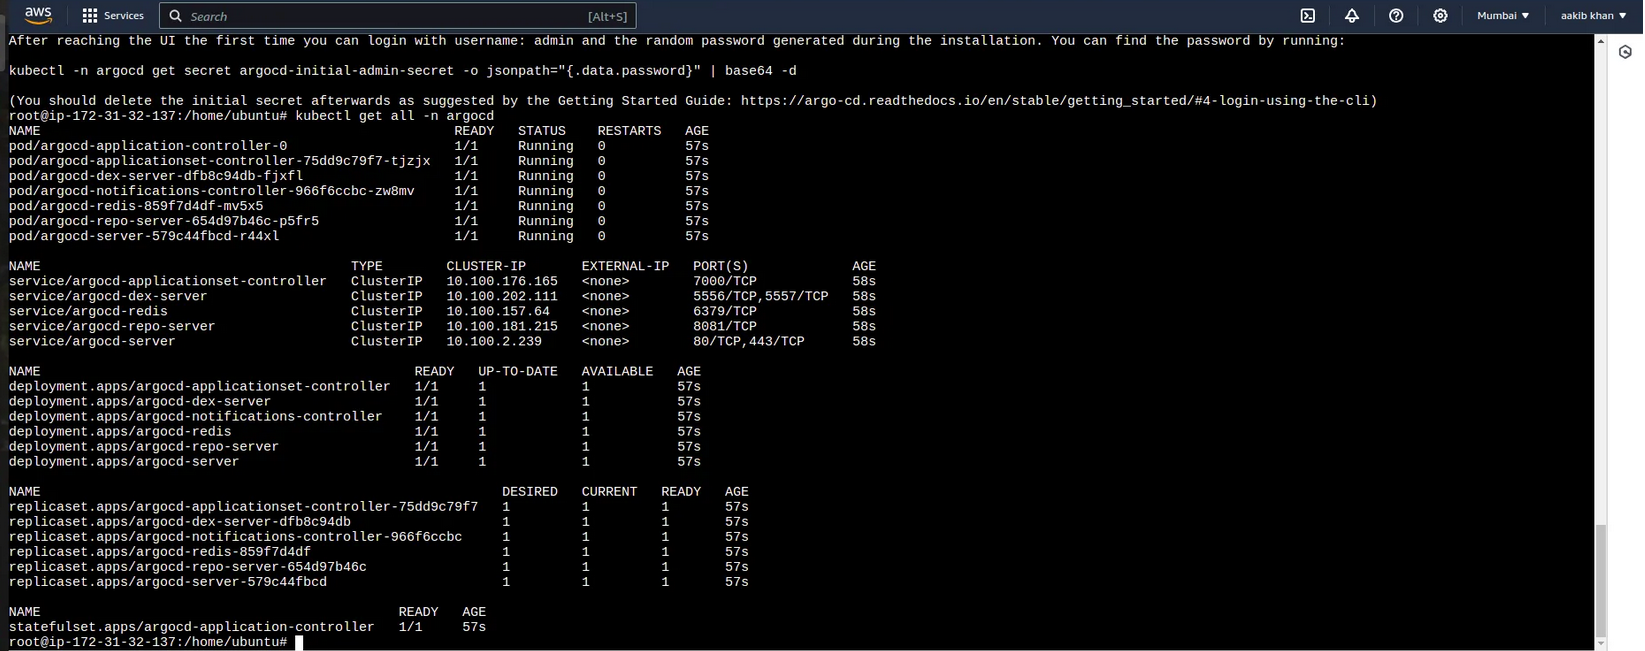 aws Services Search [Alt+S] Mumbai ▼ aakib khan ▼
After reaching the UI the first time you can login with username: admin and the random password generated during the installation. You can find the password by running:
kubectl -n argocd get secret argocd-initial-admin-secret -o jsonpath="{.data.password}" | base64 -d
(You should delete the initial secret afterwards as suggested by the Getting Started Guide: https://argo-cd.readthedocs.io/en/stable/getting_started/#4-login-using-the-cli)
root@ip-172-31-32-137:/home/ubuntu# kubectl get all -n argocd
NAME READY STATUS RESTARTS AGE
pod/argocd-application-controller-0 1/1 Running 0 57s
pod/argocd-applicationset-controller-75dd9c79f7-tjzjx 1/1 Running 0 57s
pod/argocd-dex-server-dfb8c94db-fjxfl 1/1 Running 0 57s
pod/argocd-notifications-controller-966f6ccbc-zw8mv 1/1 Running 0 57s
pod/argocd-redis-859f7d4df-mv5x5 1/1 Running 0 57s
pod/argocd-repo-server-654d97b46c-p5fr5 1/1 Running 0 57s
pod/argocd-server-579c44fbcd-r44xl 1/1 Running 0 57s
NAME TYPE CLUSTER-IP EXTERNAL-IP PORT(S) AGE
service/argocd-applicationset-controller ClusterIP 10.100.176.165 <none> 7000/TCP 58s
service/argocd-dex-server ClusterIP 10.100.202.111 <none> 5556/TCP,5557/TCP 58s
service/argocd-redis ClusterIP 10.100.157.64 <none> 6379/TCP 58s
service/argocd-repo-server ClusterIP 10.100.181.215 <none> 8081/TCP 58s
service/argocd-server ClusterIP 10.100.2.239 <none> 80/TCP,443/TCP 58s
NAME READY UP-TO-DATE AVAILABLE AGE
deployment.apps/argocd-applicationset-controller 1/1 1 1 57s
deployment.apps/argocd-dex-server 1/1 1 1 57s
deployment.apps/argocd-notifications-controller 1/1 1 1 57s
deployment.apps/argocd-redis 1/1 1 1 57s
deployment.apps/argocd-repo-server 1/1 1 1 57s
deployment.apps/argocd-server 1/1 1 1 57s
NAME DESIRED CURRENT READY AGE
replicaset.apps/argocd-applicationset-controller-75dd9c79f7 1 1 1 57s
replicaset.apps/argocd-dex-server-dfb8c94db 1 1 1 57s
replicaset.apps/argocd-notifications-controller-966f6ccbc 1 1 1 57s
replicaset.apps/argocd-redis-859f7d4df 1 1 1 57s
replicaset.apps/argocd-repo-server-654d97b46c 1 1 1 57s
replicaset.apps/argocd-server-579c44fbcd 1 1 1 57s
NAME READY AGE
statefulset.apps/argocd-application-controller 1/1 57s
root@ip-172-31-32-137:/home/ubuntu#